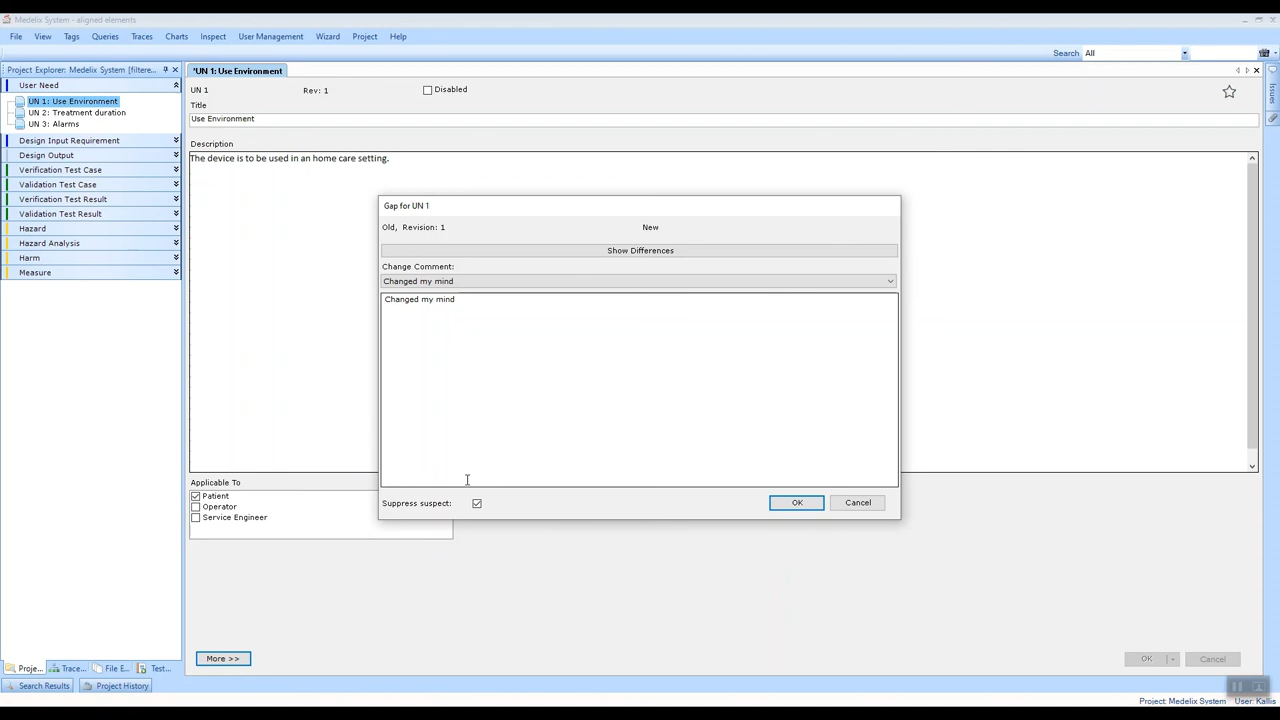 Medelix System - aligned elements
File View Tags Queries Traces Charts Inspect User Management Wizard Project Help
Search All
Project Explorer: Medelix System [filtere..
User Need
UN 1: Use Environment
UN 2: Treatment duration
UN 3: Alarms
Design Input Requirement
Design Output
Verification Test Case
Validation Test Case
Verification Test Result
Validation Test Result
Hazard
Hazard Analysis
Harm
Measure
*UN 1: Use Environment
UN 1 Rev: 1 Disabled
Title
Use Environment
Description
The device is to be used in an home care setting.
Gap for UN 1
Old, Revision: 1 New
Show Differences
Change Comment:
Changed my mind
Changed my mind
Suppress suspect:
OK Cancel
Applicable To
Patient
Operator
Service Engineer
More >>
OK Cancel
Issues
Proje... Trace... File E... Test...
Search Results Project History
Project: Medelix System User: Kallis